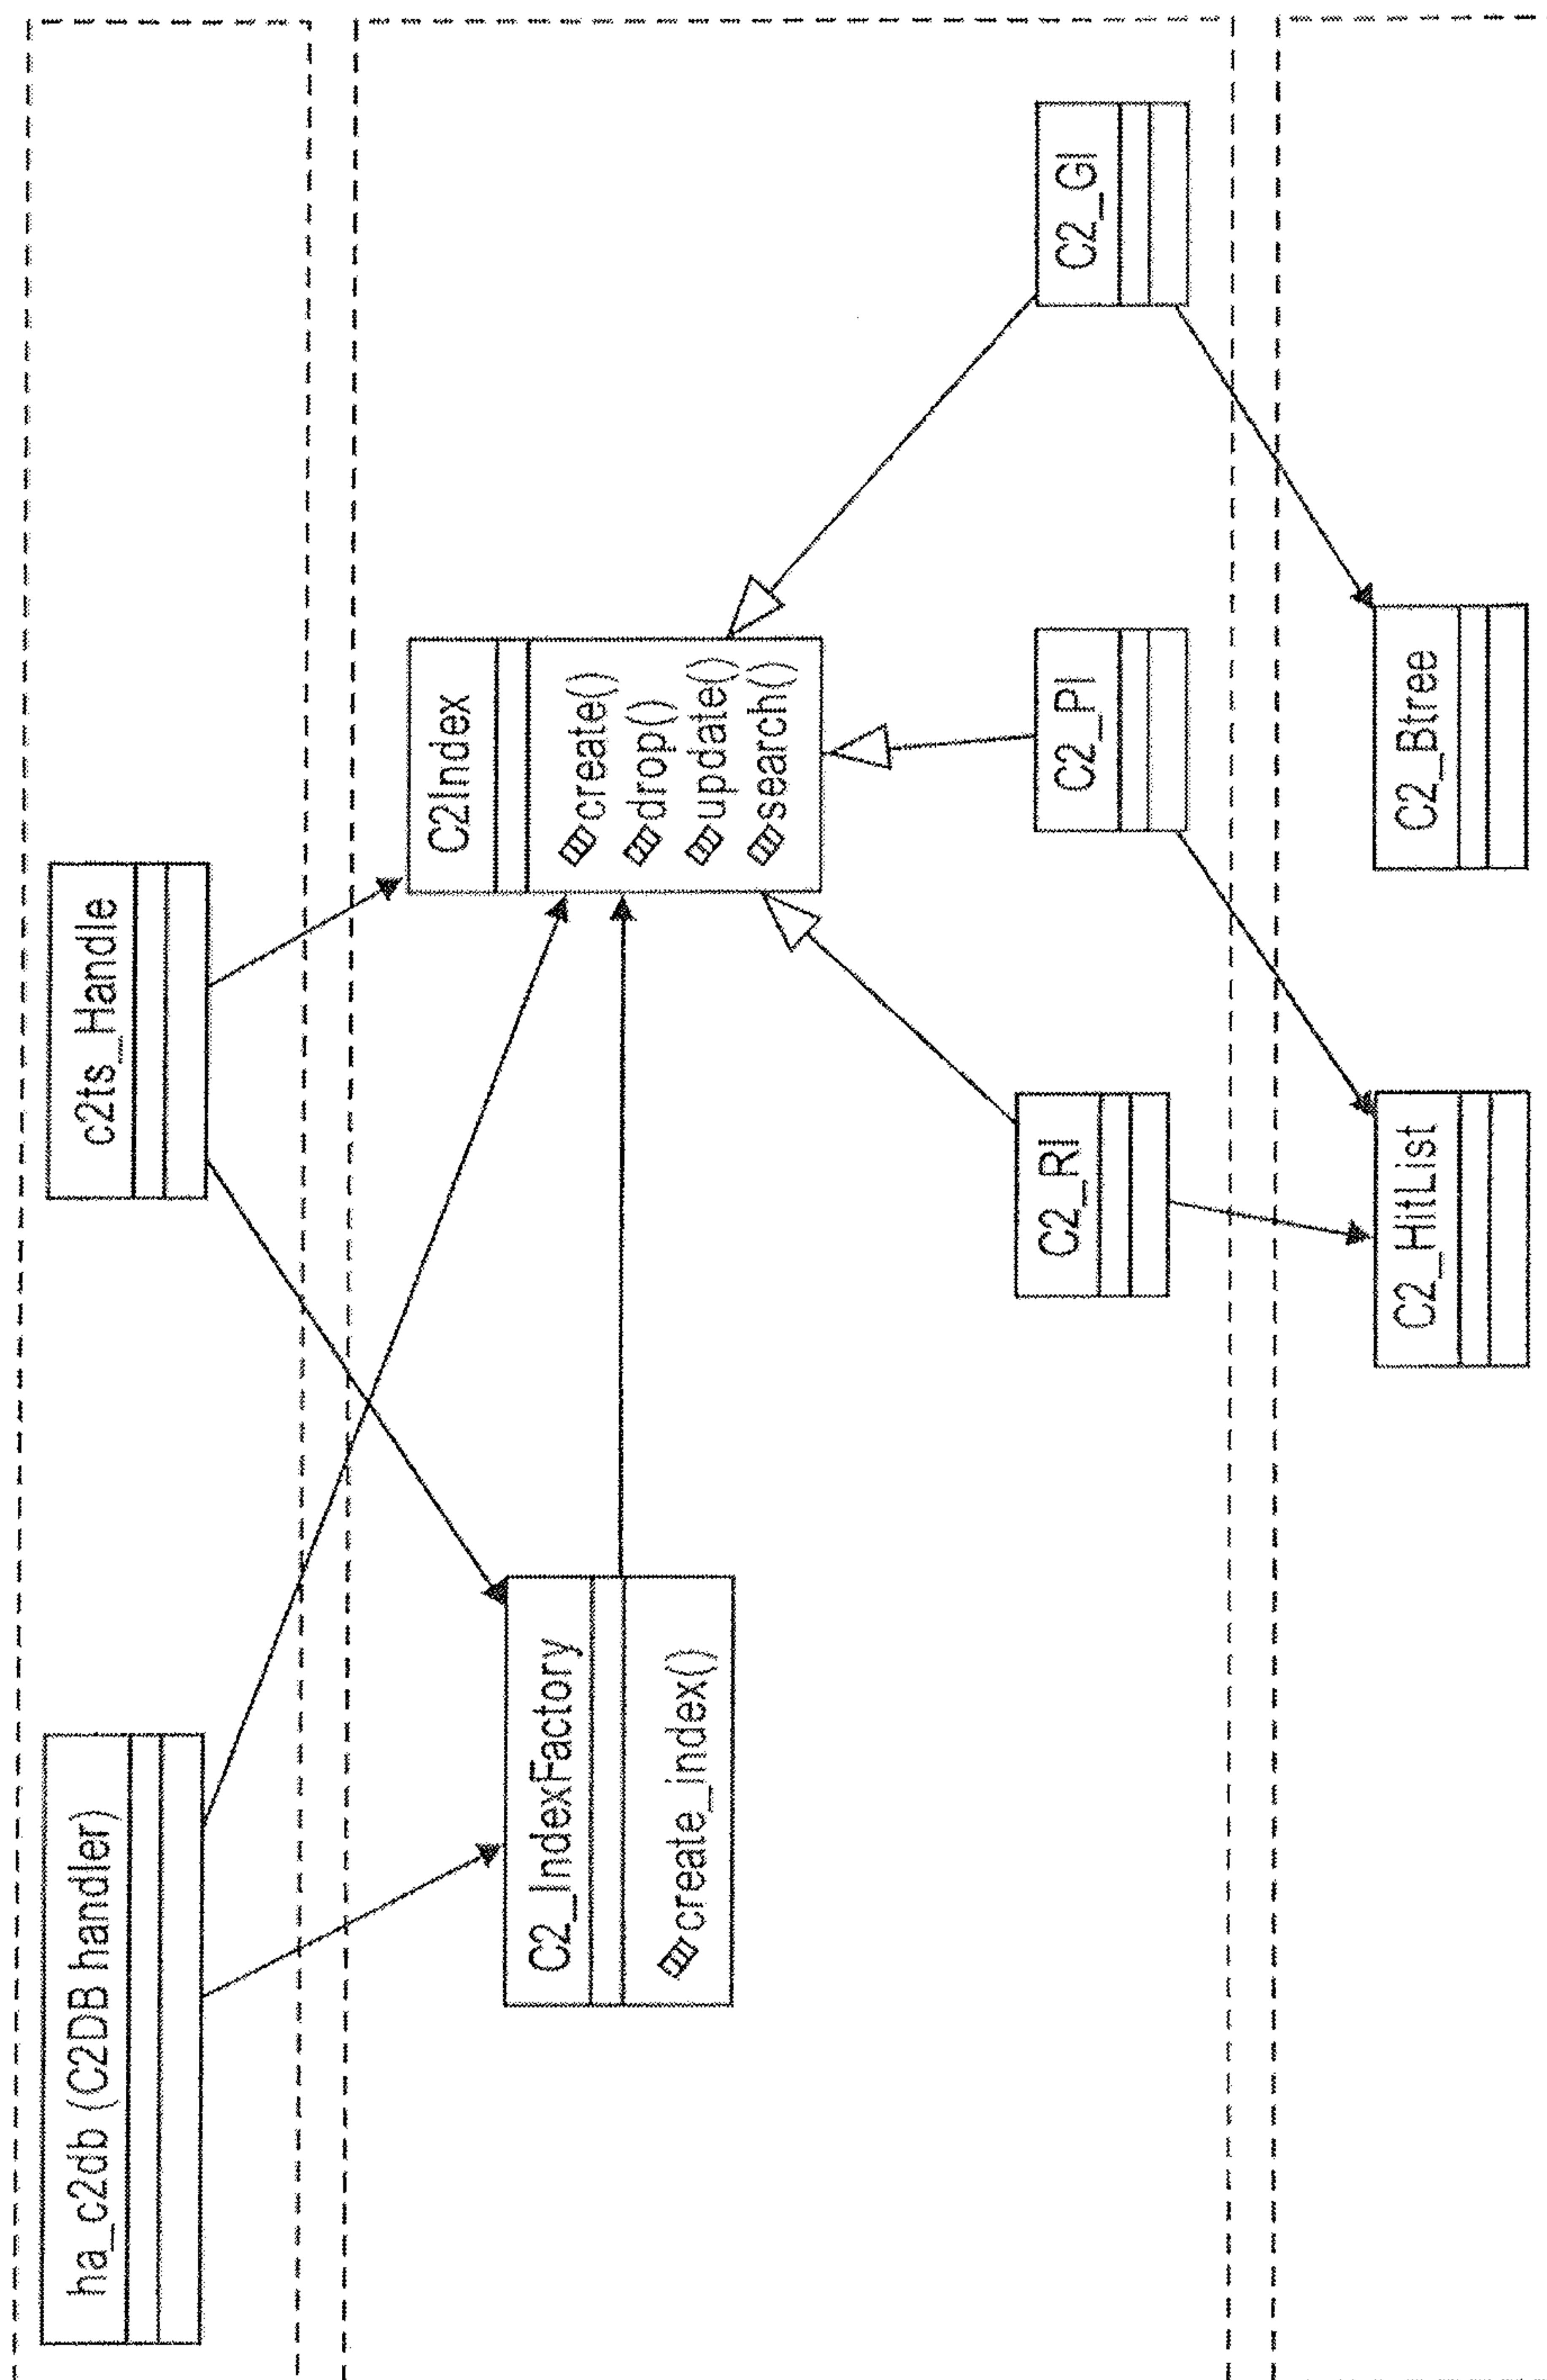 ha_c2db (C2DB handler)
c2ts_Handle
C2_IndexFactory
create_index()
C2Index
create()
drop()
update()
search()
C2_RI
C2_PI
C2_GI
C2_HitList
C2_Btree